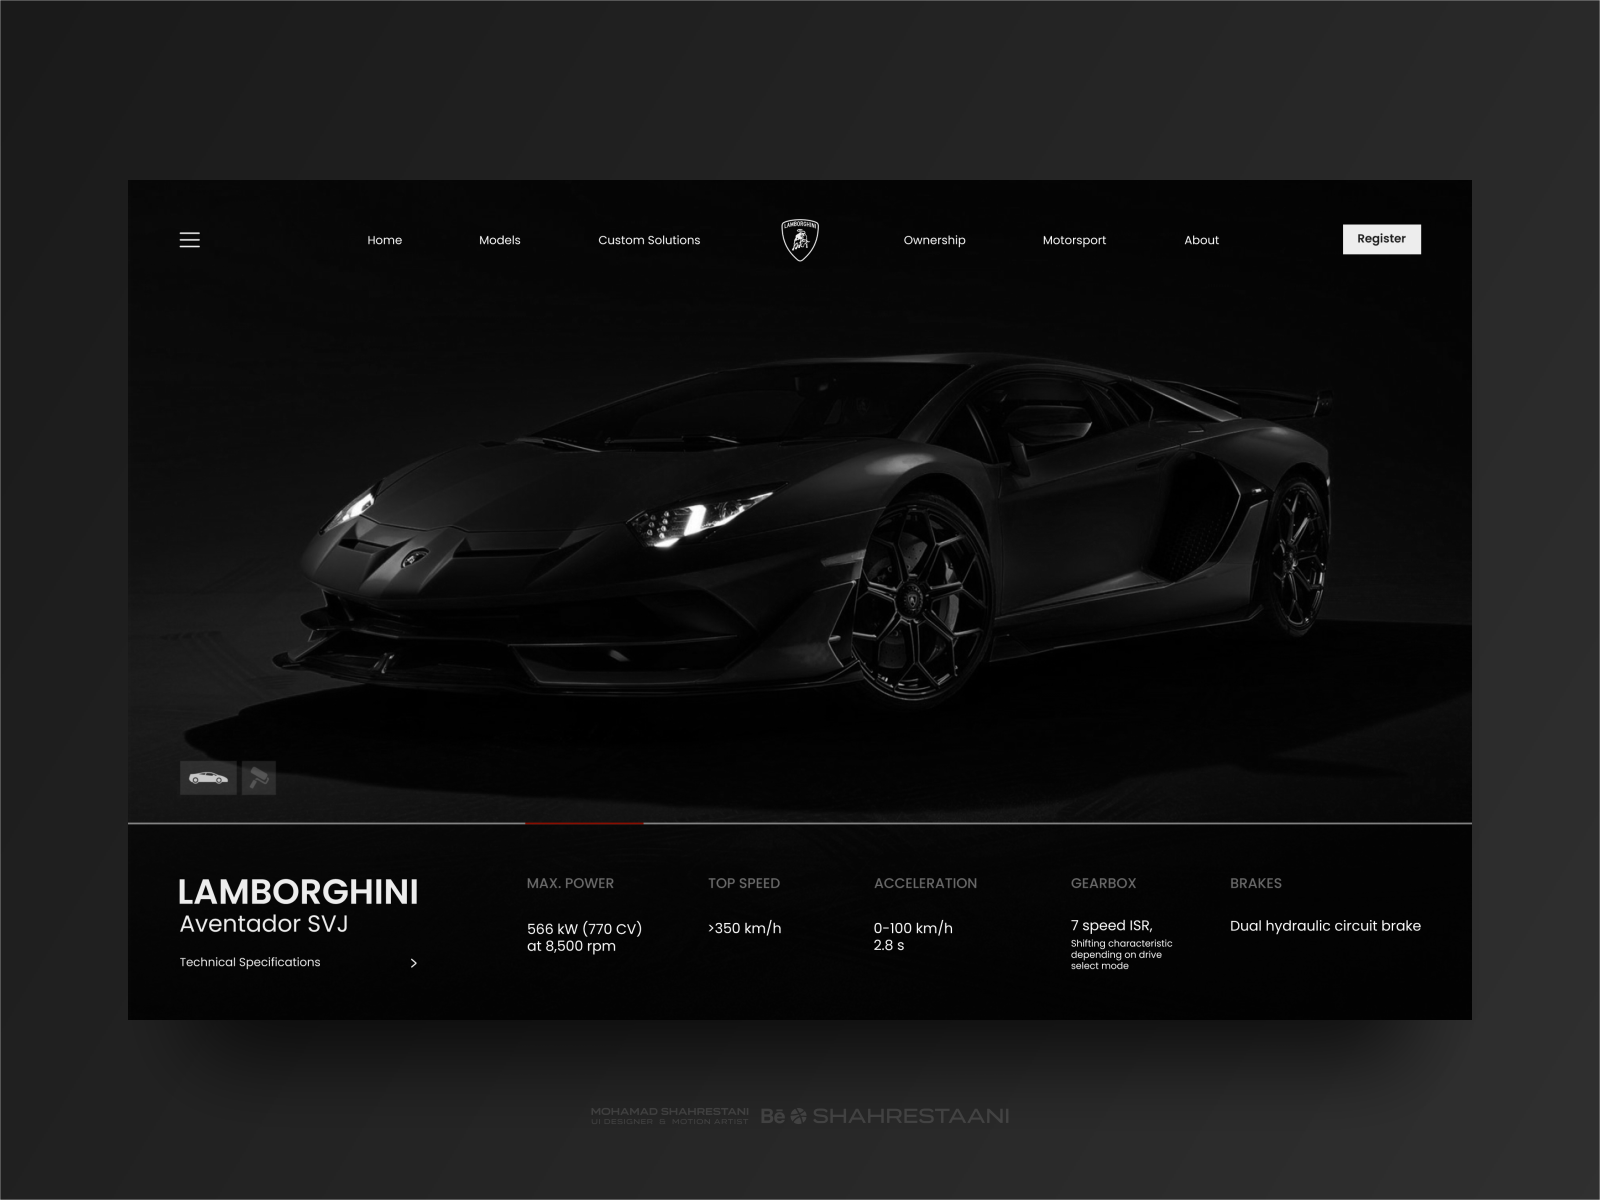 Home
Models
Custom Solutions
LAMBORGHINI
Ownership
Motorsport
About
Register
LAMBORGHINI
Aventador SVJ
Technical Specifications
MAX. POWER
566 kW (770 CV)
at 8,500 rpm
TOP SPEED
>350 km/h
ACCELERATION
0-100 km/h
2.8 s
GEARBOX
7 speed ISR,
Shifting characteristic
depending on drive
select mode
BRAKES
Dual hydraulic circuit brake
MOHAMAD SHAHRESTANI
UI DESIGNER & MOTION ARTIST
Bē
SHAHRESTAANI